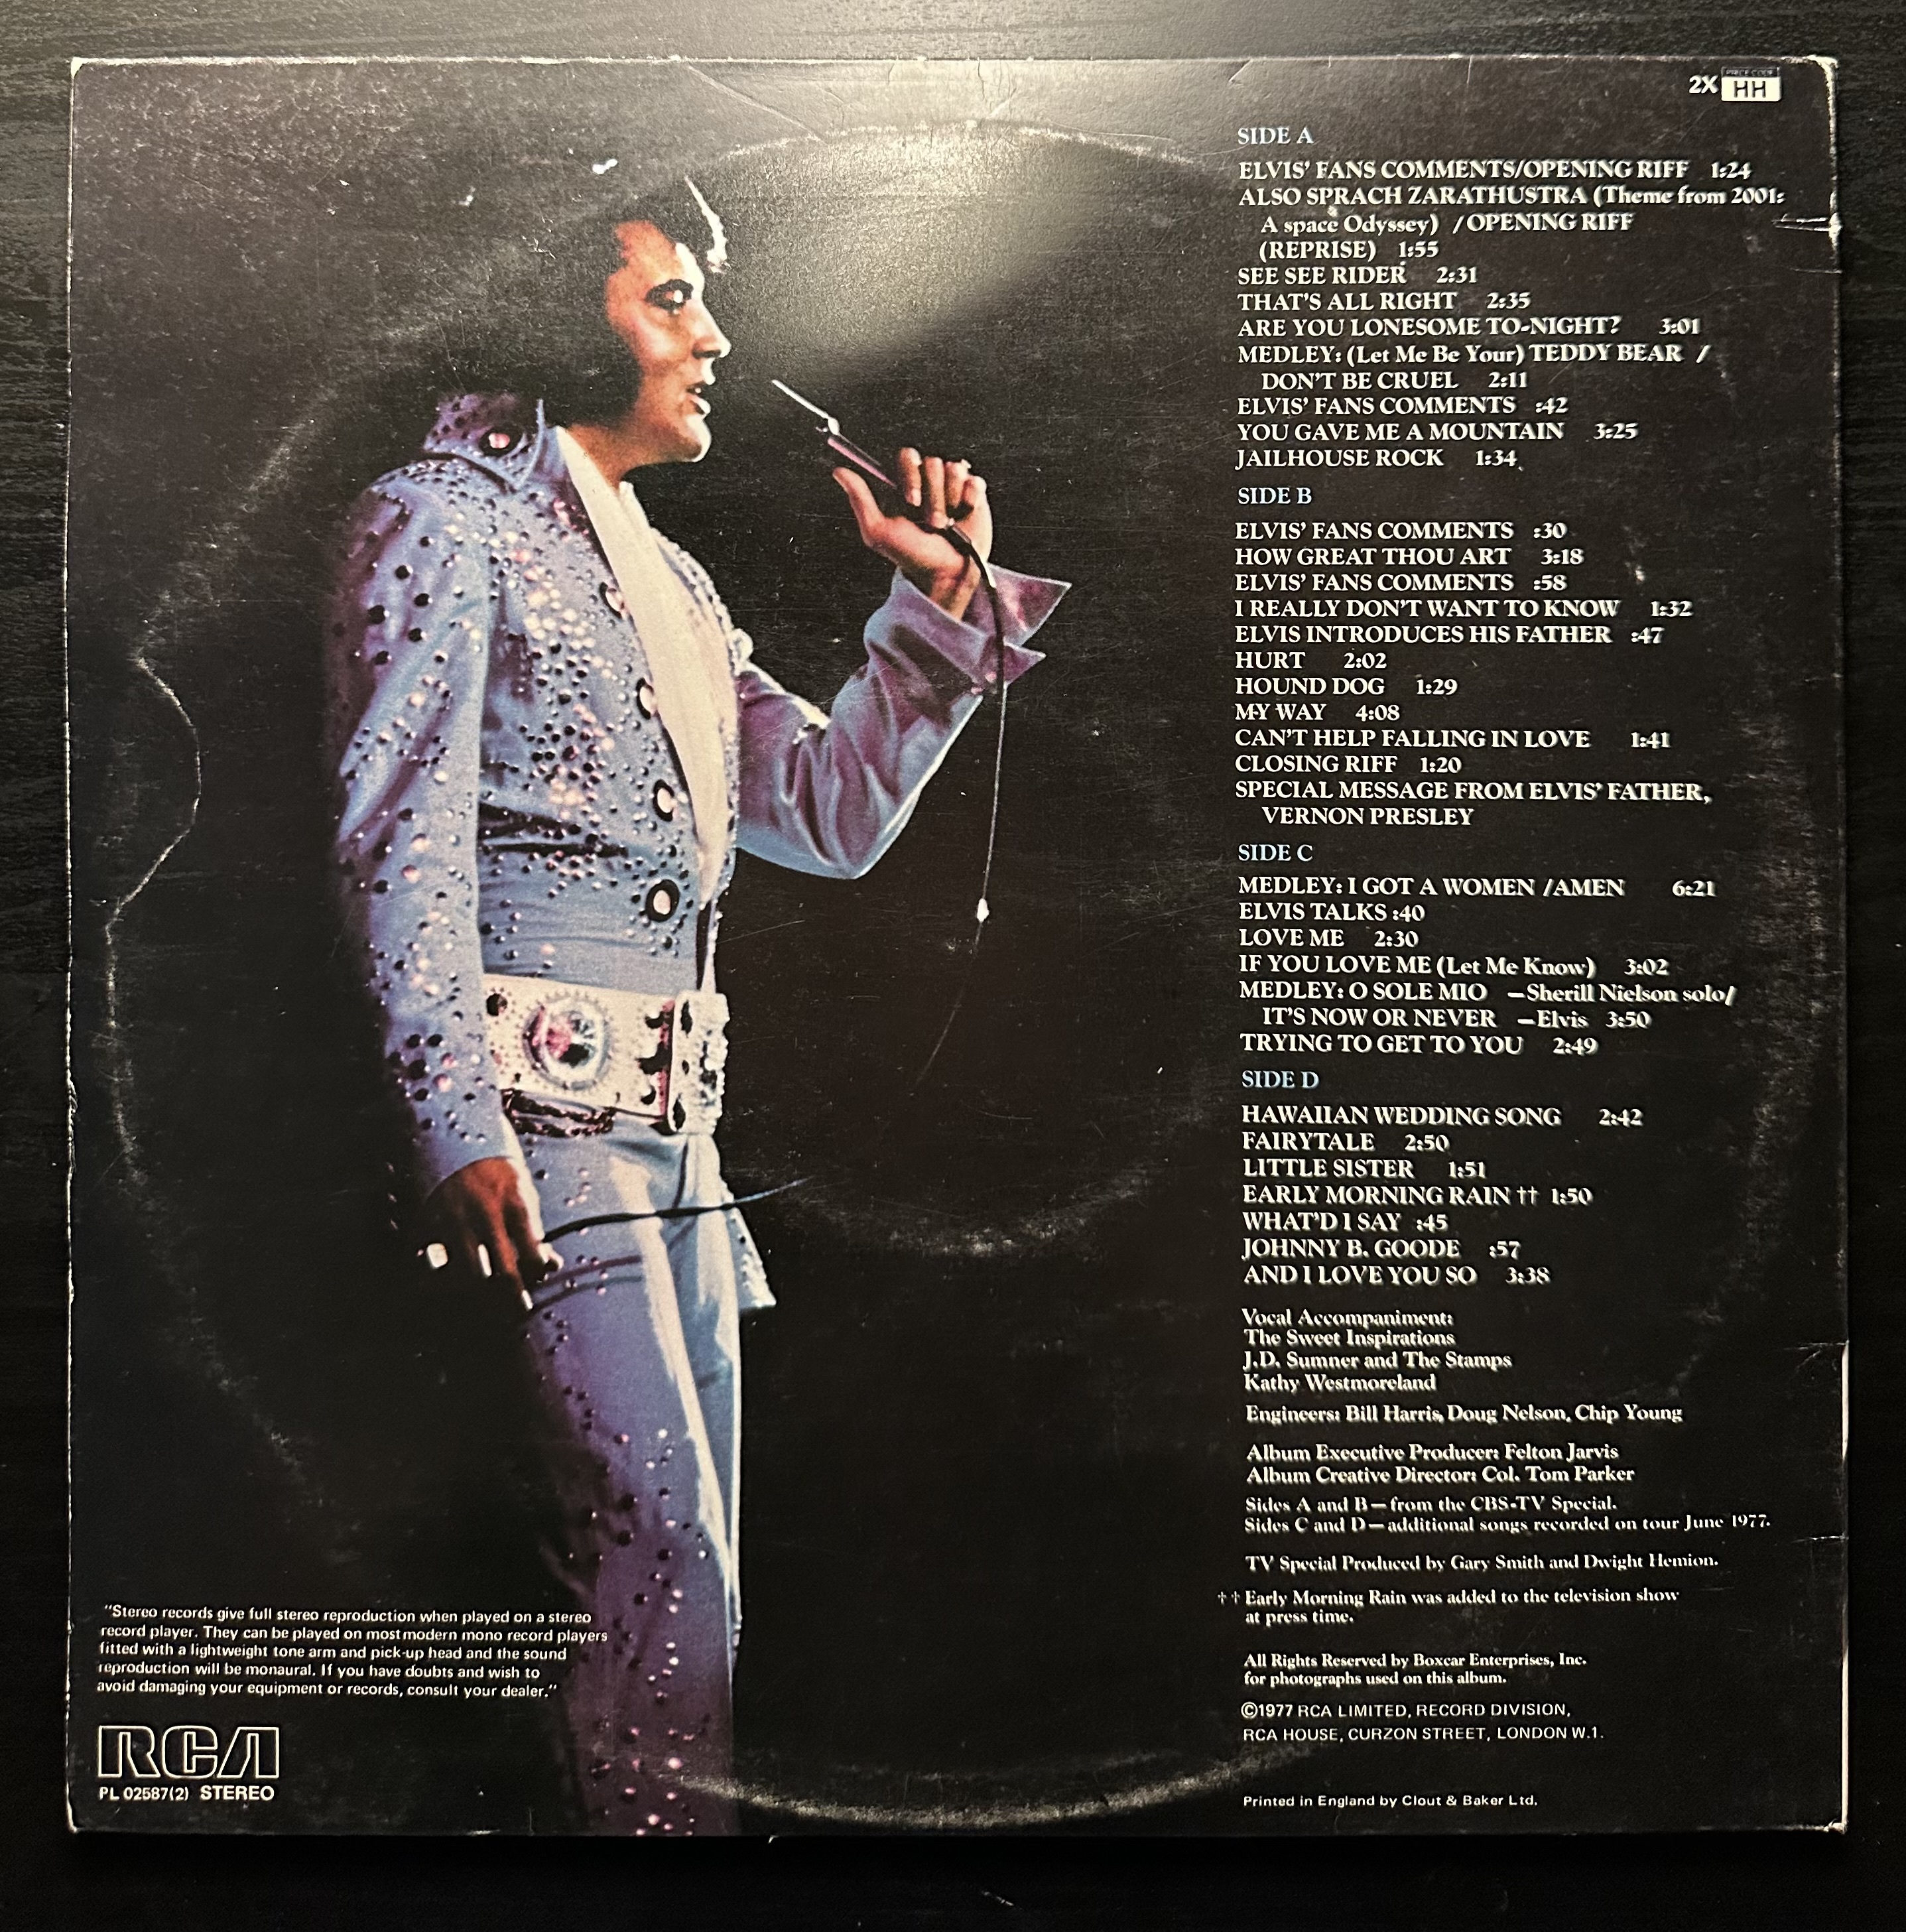 2X PRICE CODE HH
SIDE A
ELVIS' FANS COMMENTS/OPENING RIFF 1:24
ALSO SPRACH ZARATHUSTRA (Theme from 2001:
A space Odyssey) /OPENING RIFF
(REPRISE) 1:55
SEE SEE RIDER 2:31
THAT'S ALL RIGHT 2:35
ARE YOU LONESOME TO-NIGHT? 3:01
MEDLEY: (Let Me Be Your) TEDDY BEAR /
DON'T BE CRUEL 2:11
ELVIS' FANS COMMENTS :42
YOU GAVE ME A MOUNTAIN 3:25
JAILHOUSE ROCK 1:34
SIDE B
ELVIS' FANS COMMENTS :30
HOW GREAT THOU ART 3:18
ELVIS' FANS COMMENTS :58
I REALLY DON'T WANT TO KNOW 1:32
ELVIS INTRODUCES HIS FATHER :47
HURT 2:02
HOUND DOG 1:29
MY WAY 4:08
CAN'T HELP FALLING IN LOVE 1:41
CLOSING RIFF 1:20
SPECIAL MESSAGE FROM ELVIS' FATHER,
VERNON PRESLEY
SIDE C
MEDLEY: I GOT A WOMEN /AMEN 6:21
ELVIS TALKS :40
LOVE ME 2:30
IF YOU LOVE ME (Let Me Know) 3:02
MEDLEY: O SOLE MIO —Sherill Nielson solo/
IT'S NOW OR NEVER —Elvis 3:50
TRYING TO GET TO YOU 2:49
SIDE D
HAWAIIAN WEDDING SONG 2:42
FAIRYTALE 2:50
LITTLE SISTER 1:51
EARLY MORNING RAIN †† 1:50
WHAT'D I SAY :45
JOHNNY B. GOODE :57
AND I LOVE YOU SO 3:38
Vocal Accompaniment:
The Sweet Inspirations
J.D. Sumner and The Stamps
Kathy Westmoreland
Engineers: Bill Harris, Doug Nelson, Chip Young
Album Executive Producer: Felton Jarvis
Album Creative Director: Col. Tom Parker
Sides A and B—from the CBS-TV Special.
Sides C and D—additional songs recorded on tour June 1977.
TV Special Produced by Gary Smith and Dwight Hemion.
†† Early Morning Rain was added to the television show
at press time.
All Rights Reserved by Boxcar Enterprises, Inc.
for photographs used on this album.
©1977 RCA LIMITED, RECORD DIVISION,
RCA HOUSE, CURZON STREET, LONDON W.1.
Printed in England by Clout & Baker Ltd.
"Stereo records give full stereo reproduction when played on a stereo
record player. They can be played on most modern mono record players
fitted with a lightweight tone arm and pick-up head and the sound
reproduction will be monaural. If you have doubts and wish to
avoid damaging your equipment or records, consult your dealer."
RCA
PL 02587(2) STEREO